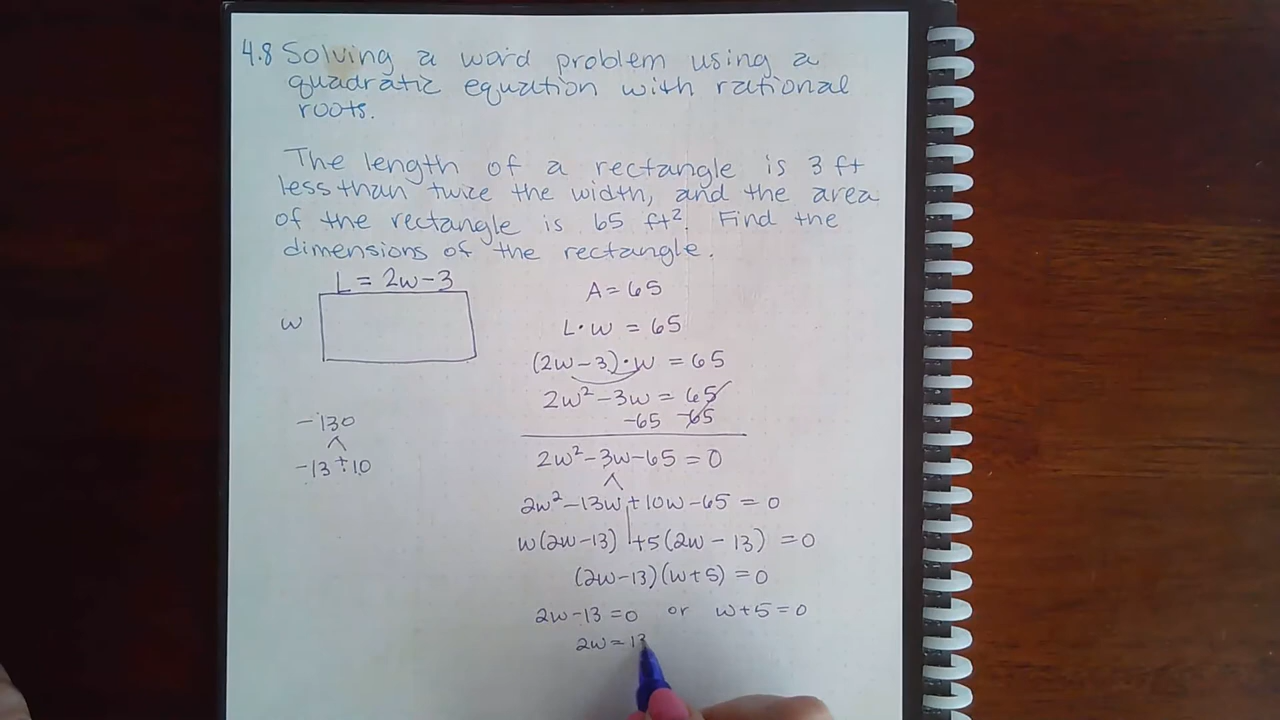 4.8 Solving a word problem using a
quadratic equation with rational
roots.
The length of a rectangle is 3 ft
less than twice the width, and the area
of the rectangle is 65 ft². Find the
dimensions of the rectangle.
L = 2w-3
w
A = 65
L·w = 65
(2w-3)·w = 65
2w²-3w = 65
-65 -65
-130
-13 +10
2w²-3w-65 = 0
2w²-13w+10w-65 = 0
w(2w-13) +5(2w-13) = 0
(2w-13)(w+5) = 0
2w-13 = 0 or w+5 = 0
2w = 13